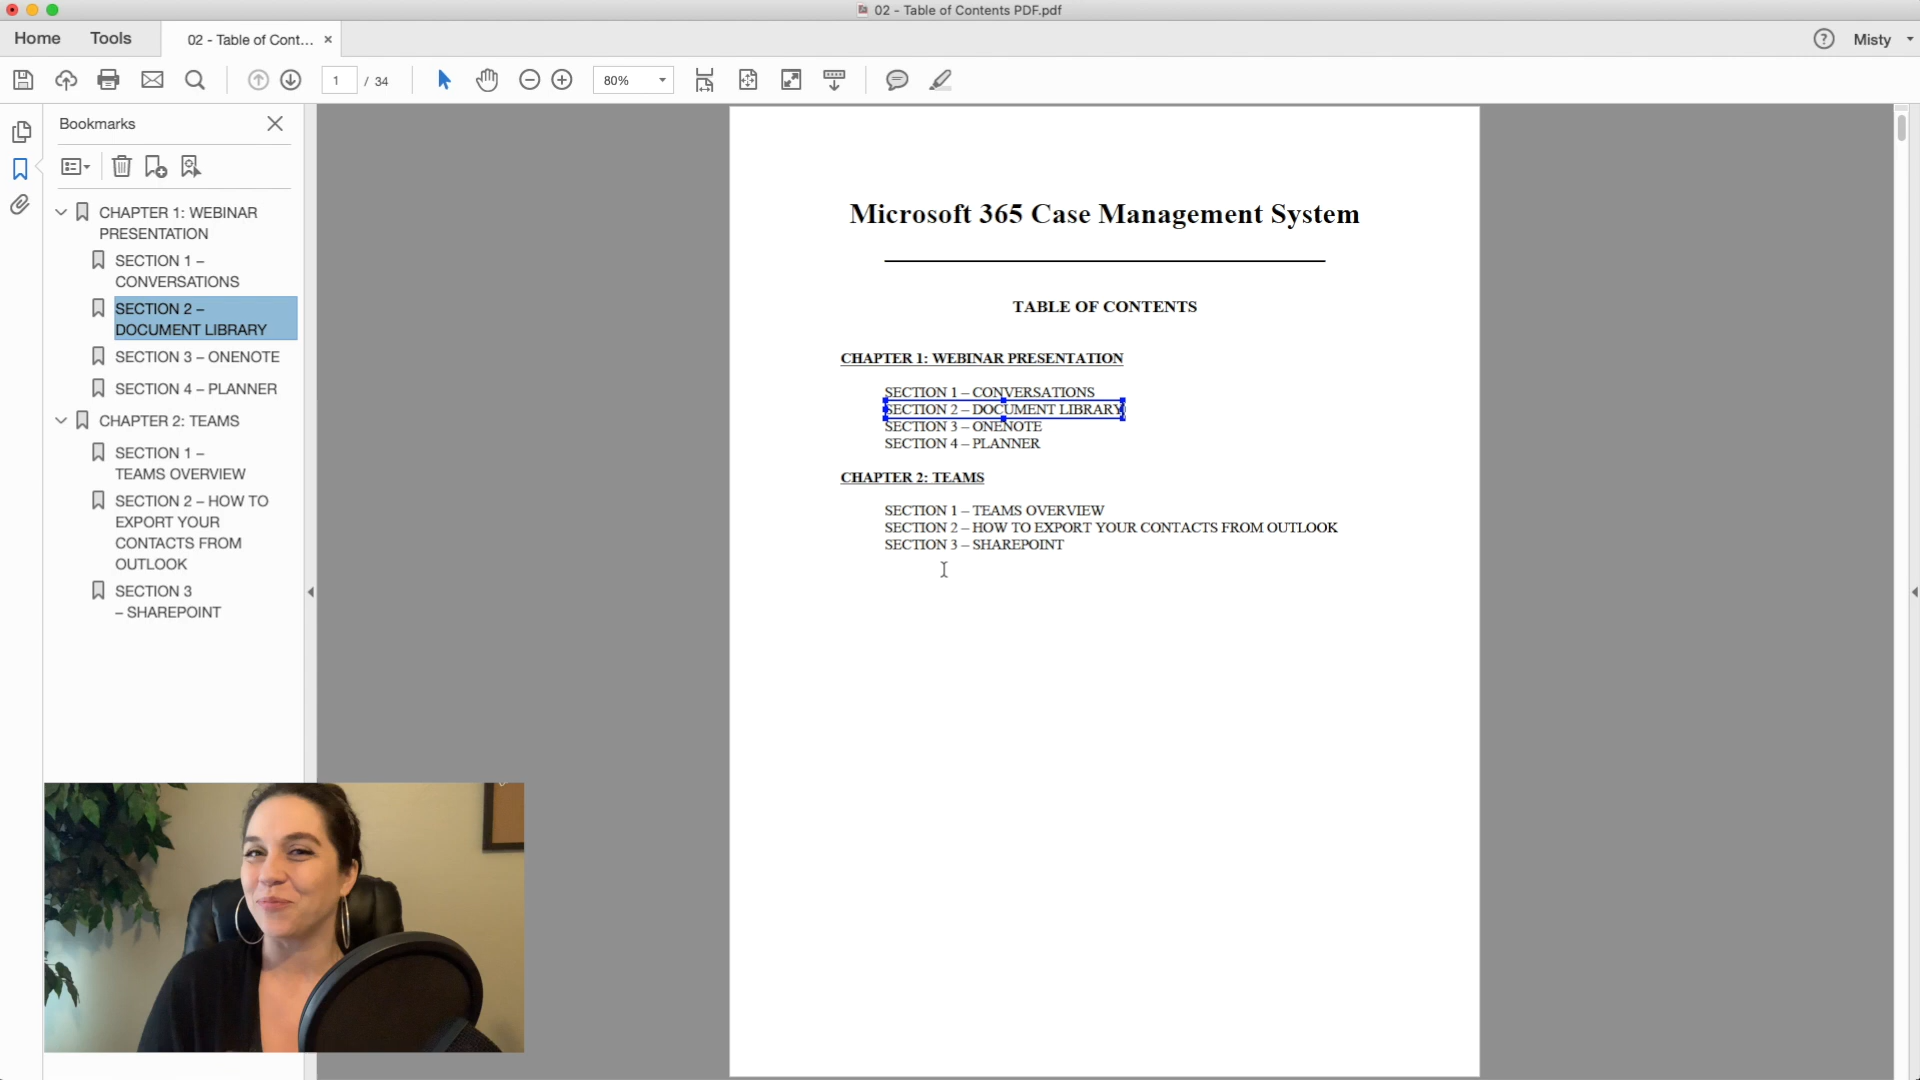 02 - Table of Contents PDF.pdf
Home
Tools
02 - Table of Cont...
Misty
1
/ 34
80%
Bookmarks
CHAPTER 1: WEBINAR
PRESENTATION
SECTION 1 –
CONVERSATIONS
SECTION 2 –
DOCUMENT LIBRARY
SECTION 3 – ONENOTE
SECTION 4 – PLANNER
CHAPTER 2: TEAMS
SECTION 1 –
TEAMS OVERVIEW
SECTION 2 – HOW TO
EXPORT YOUR
CONTACTS FROM
OUTLOOK
SECTION 3
– SHAREPOINT
Microsoft 365 Case Management System
TABLE OF CONTENTS
CHAPTER 1: WEBINAR PRESENTATION
SECTION 1 – CONVERSATIONS
SECTION 2 – DOCUMENT LIBRARY
SECTION 3 – ONENOTE
SECTION 4 – PLANNER
CHAPTER 2: TEAMS
SECTION 1 – TEAMS OVERVIEW
SECTION 2 – HOW TO EXPORT YOUR CONTACTS FROM OUTLOOK
SECTION 3 – SHAREPOINT